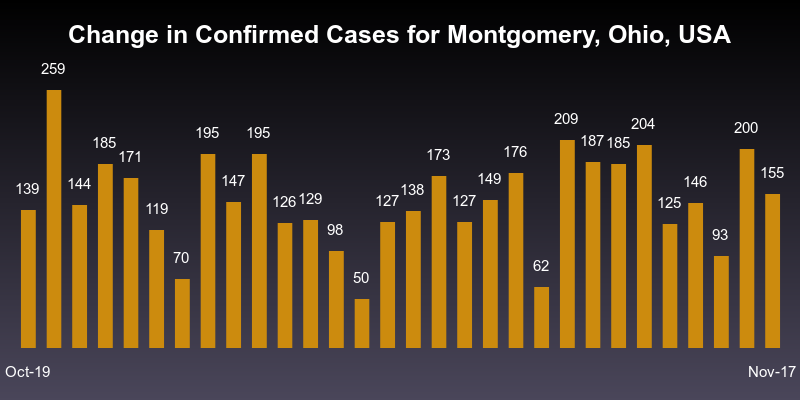 Change in Confirmed Cases for Montgomery, Ohio, USA
139 259 144 185 171 119 70 195 147 195 126 129 98 50 127 138 173 127 149 176 62 209 187 185 204 125 146 93 200 155
Oct-19 Nov-17